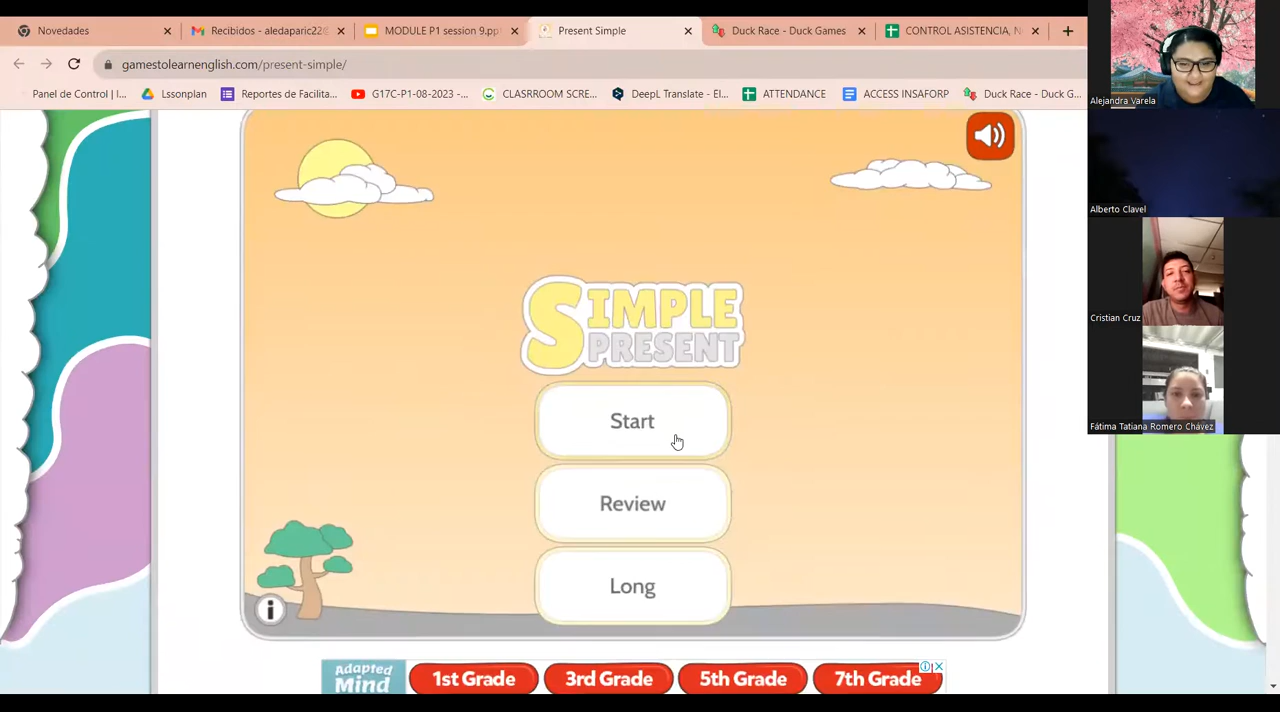 Novedades
Recibidos - aledaparic22@
MODULE P1 session 9.pp
Present Simple
Duck Race - Duck Games
CONTROL ASISTENCIA, N
gamestolearnenglish.com/present-simple/
Panel de Control | I...
Lssonplan
Reportes de Facilita...
G17C-P1-08-2023 -...
CLASSROOM SCRE...
DeepL Translate - El...
ATTENDANCE
ACCESS INSAFORP
Duck Race - Duck G...
SIMPLE
PRESENT
Start
Review
Long
i
Adapted
Mind
1st Grade
3rd Grade
5th Grade
7th Grade
Alejandra Varela
Alberto Clavel
Cristian Cruz
Fátima Tatiana Romero Chávez